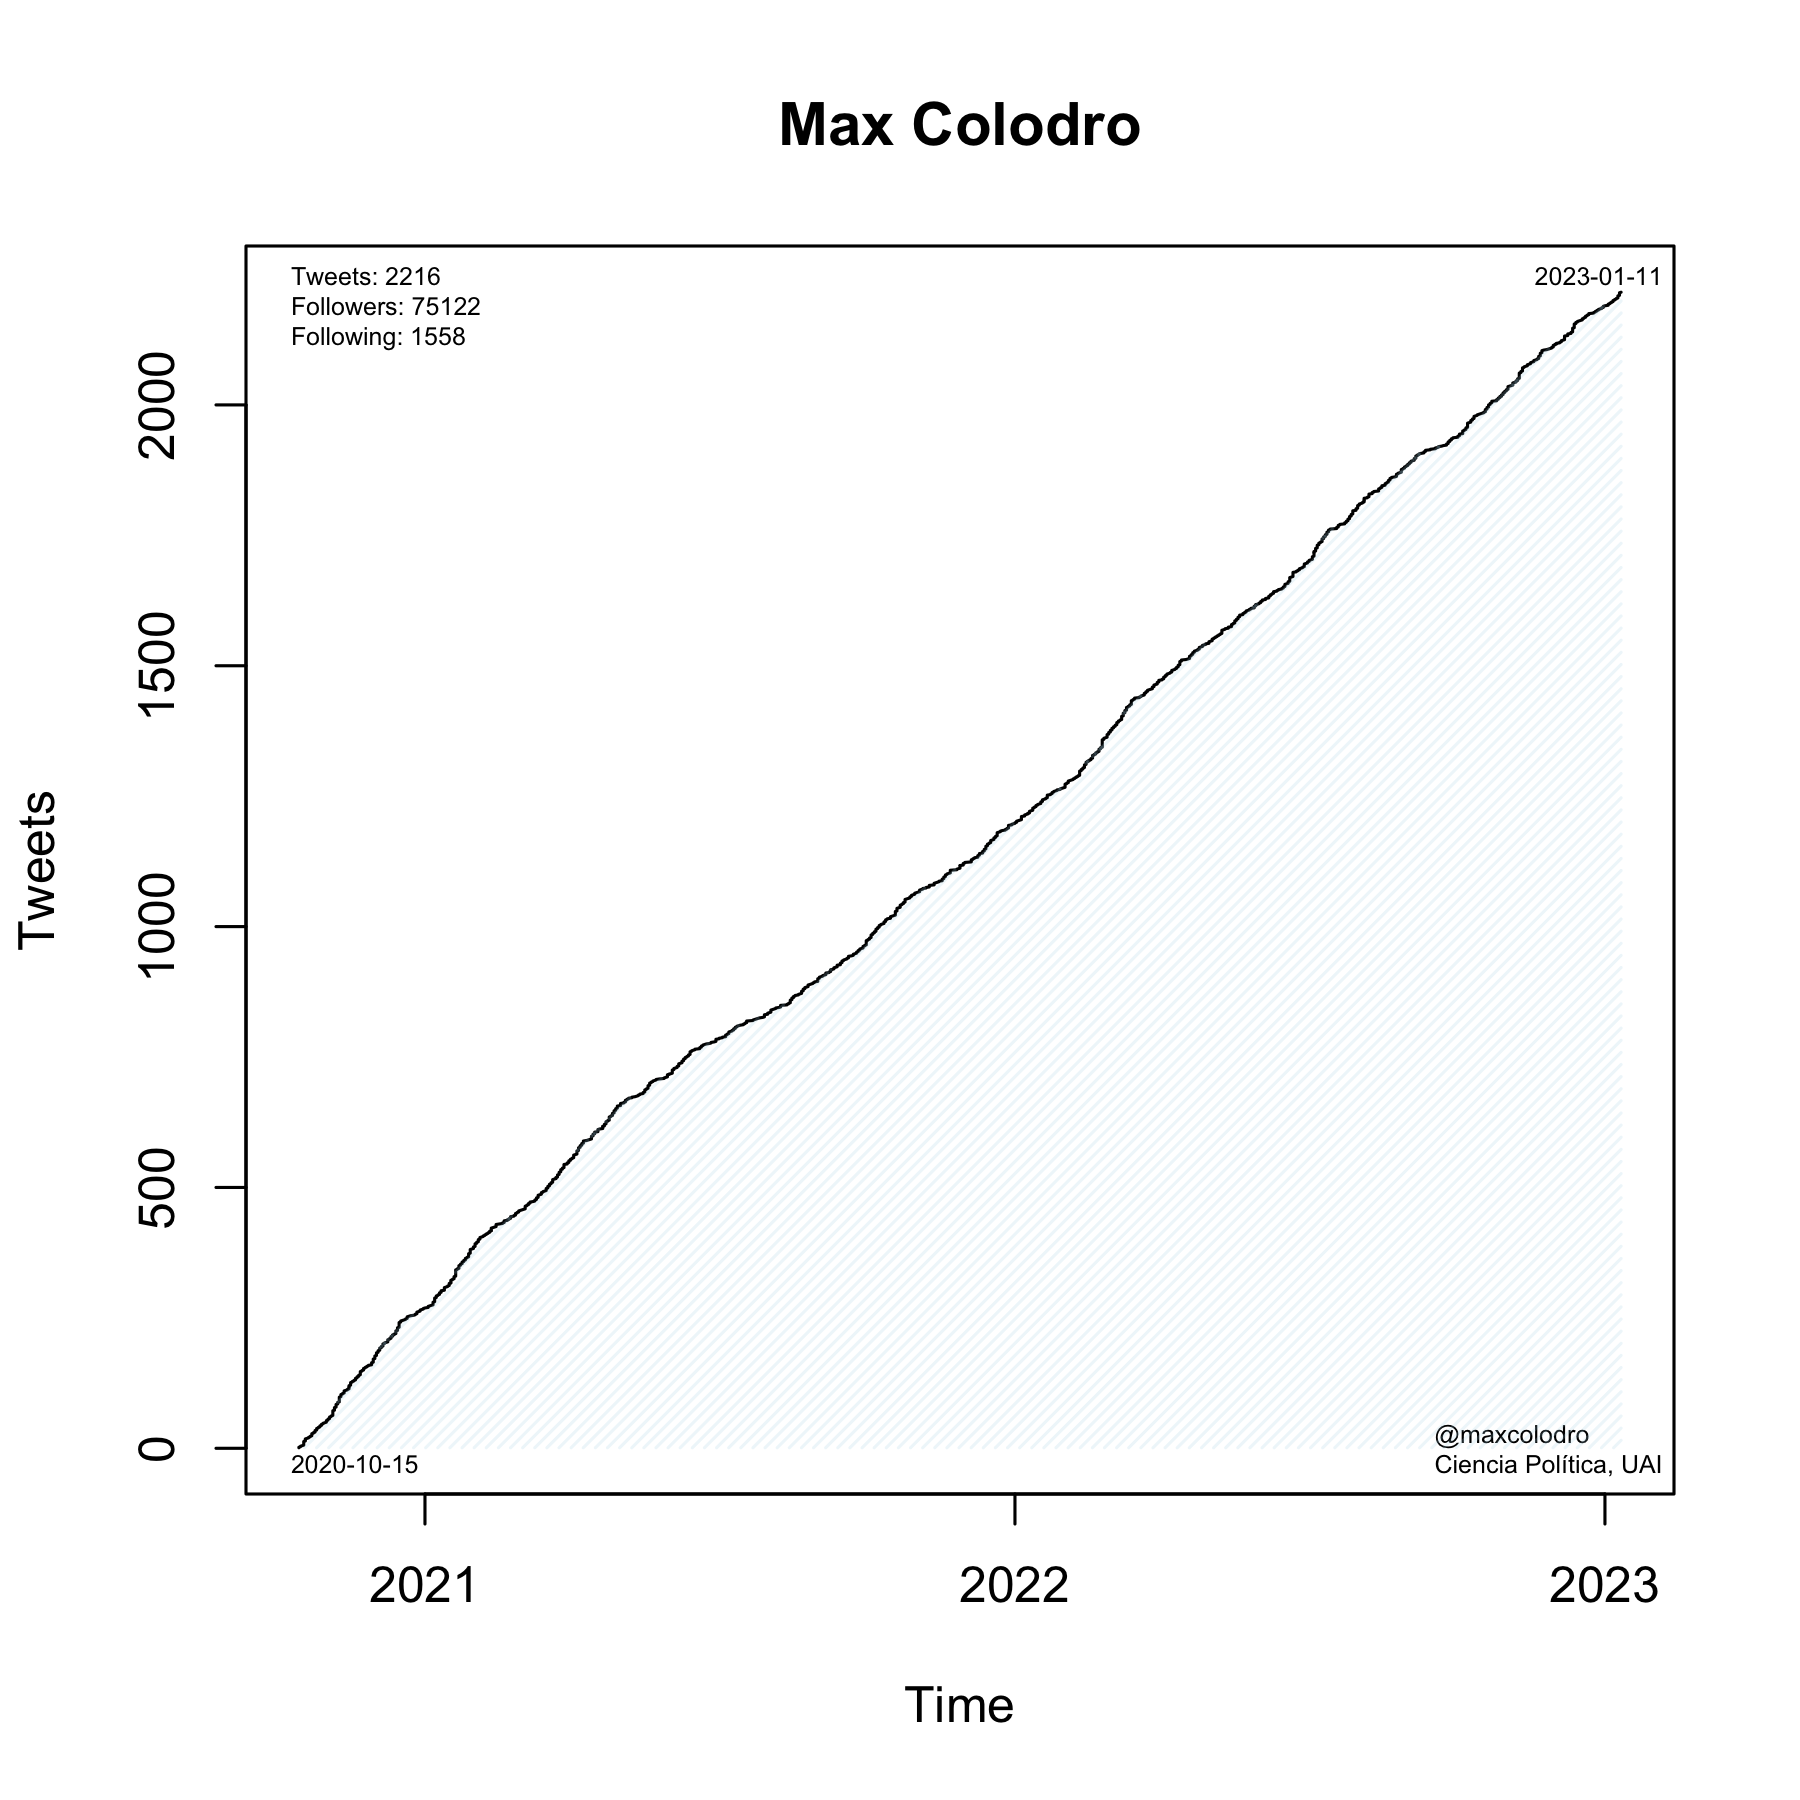 Max Colodro
Tweets: 2216
Followers: 75122
Following: 1558
2023-01-11
2000
1500
1000
500
0
Tweets
2020-10-15
@maxcolodro
Ciencia Política, UAI
2021
2022
2023
Time